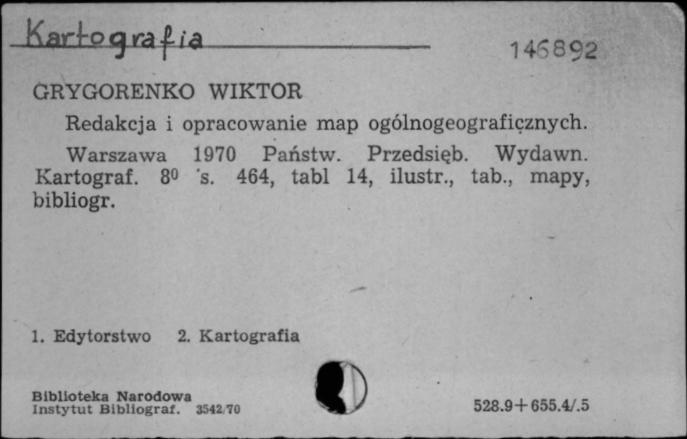 Kartografia
146892
GRYGORENKO WIKTOR
Redakcja i opracowanie map ogólnogeograficznych.
Warszawa 1970 Państw. Przedsięb. Wydawn.
Kartograf. 8⁰ s. 464, tabl 14, ilustr., tab., mapy,
bibliogr.
1. Edytorstwo 2. Kartografia
Biblioteka Narodowa
Instytut Bibliograf. 3542/70
528.9+655.4/.5